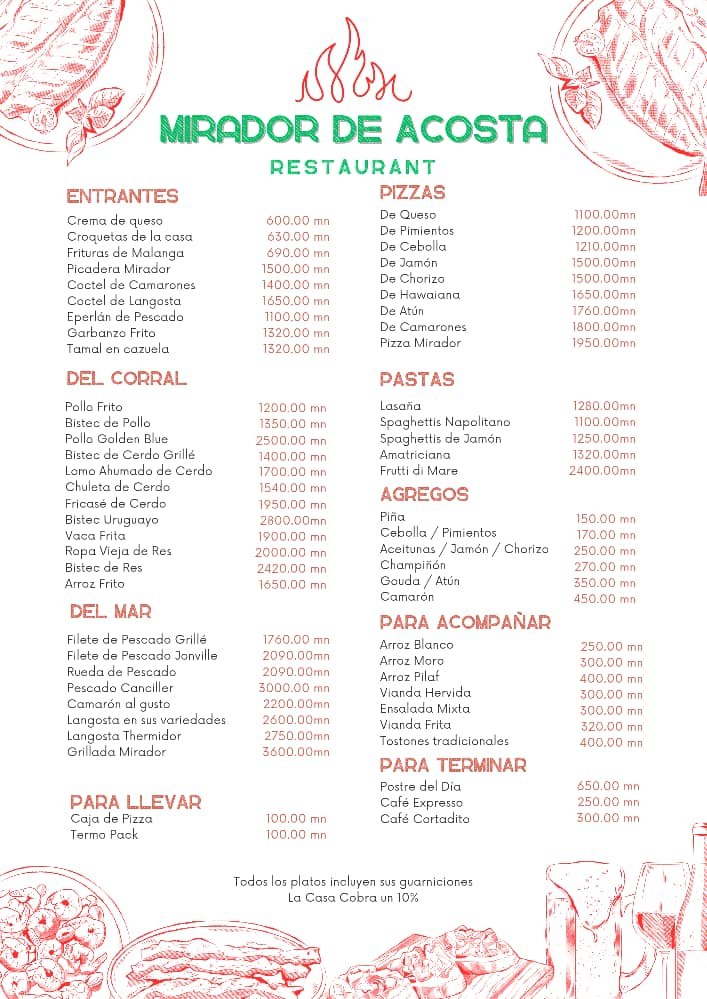 MIRADOR DE ACOSTA
RESTAURANT
ENTRANTES
Crema de queso 600.00 mn
Croquetas de la casa 630.00 mn
Frituras de Malanga 690.00 mn
Picadera Mirador 1500.00 mn
Coctel de Camarones 1400.00 mn
Coctel de Langosta 1650.00 mn
Eperlán de Pescado 1100.00 mn
Garbanzo Frito 1320.00 mn
Tamal en cazuela 1320.00 mn
DEL CORRAL
Pollo Frito 1200.00 mn
Bistec de Pollo 1350.00 mn
Pollo Golden Blue 2500.00 mn
Bistec de Cerdo Grillé 1400.00 mn
Lomo Ahumado de Cerdo 1700.00 mn
Chuleta de Cerdo 1540.00 mn
Fricasé de Cerdo 1950.00 mn
Bistec Uruguayo 2800.00mn
Vaca Frita 1900.00 mn
Ropa Vieja de Res 2000.00 mn
Bistec de Res 2420.00 mn
Arroz Frito 1650.00 mn
DEL MAR
Filete de Pescado Grillé 1760.00 mn
Filete de Pescado Jonville 2090.00mn
Rueda de Pescado 2090.00mn
Pescado Canciller 3000.00 mn
Camarón al gusto 2200.00mn
Langosta en sus variedades 2600.00mn
Langosta Thermidor 2750.00mn
Grillada Mirador 3600.00mn
PARA LLEVAR
Caja de Pizza 100.00 mn
Termo Pack 100.00 mn
PIZZAS
De Queso 1100.00mn
De Pimientos 1200.00mn
De Cebolla 1210.00mn
De Jamón 1500.00mn
De Chorizo 1500.00mn
De Hawaiana 1650.00mn
De Atún 1760.00mn
De Camarones 1800.00mn
Pizza Mirador 1950.00mn
PASTAS
Lasaña 1280.00mn
Spaghettis Napolitano 1100.00mn
Spaghettis de Jamón 1250.00mn
Amatriciana 1320.00mn
Frutti di Mare 2400.00mn
AGREGOS
Piña 150.00 mn
Cebolla / Pimientos 170.00 mn
Aceitunas / Jamón / Chorizo 250.00 mn
Champiñón 270.00 mn
Gouda / Atún 350.00 mn
Camarón 450.00 mn
PARA ACOMPAÑAR
Arroz Blanco 250.00 mn
Arroz Moro 300.00 mn
Arroz Pilaf 400.00 mn
Vianda Hervida 300.00 mn
Ensalada Mixta 300.00 mn
Vianda Frita 320.00 mn
Tostones tradicionales 400.00 mn
PARA TERMINAR
Postre del Día 650.00 mn
Café Expresso 250.00 mn
Café Cortadito 300.00 mn
Todos los platos incluyen sus guarniciones
La Casa Cobra un 10%